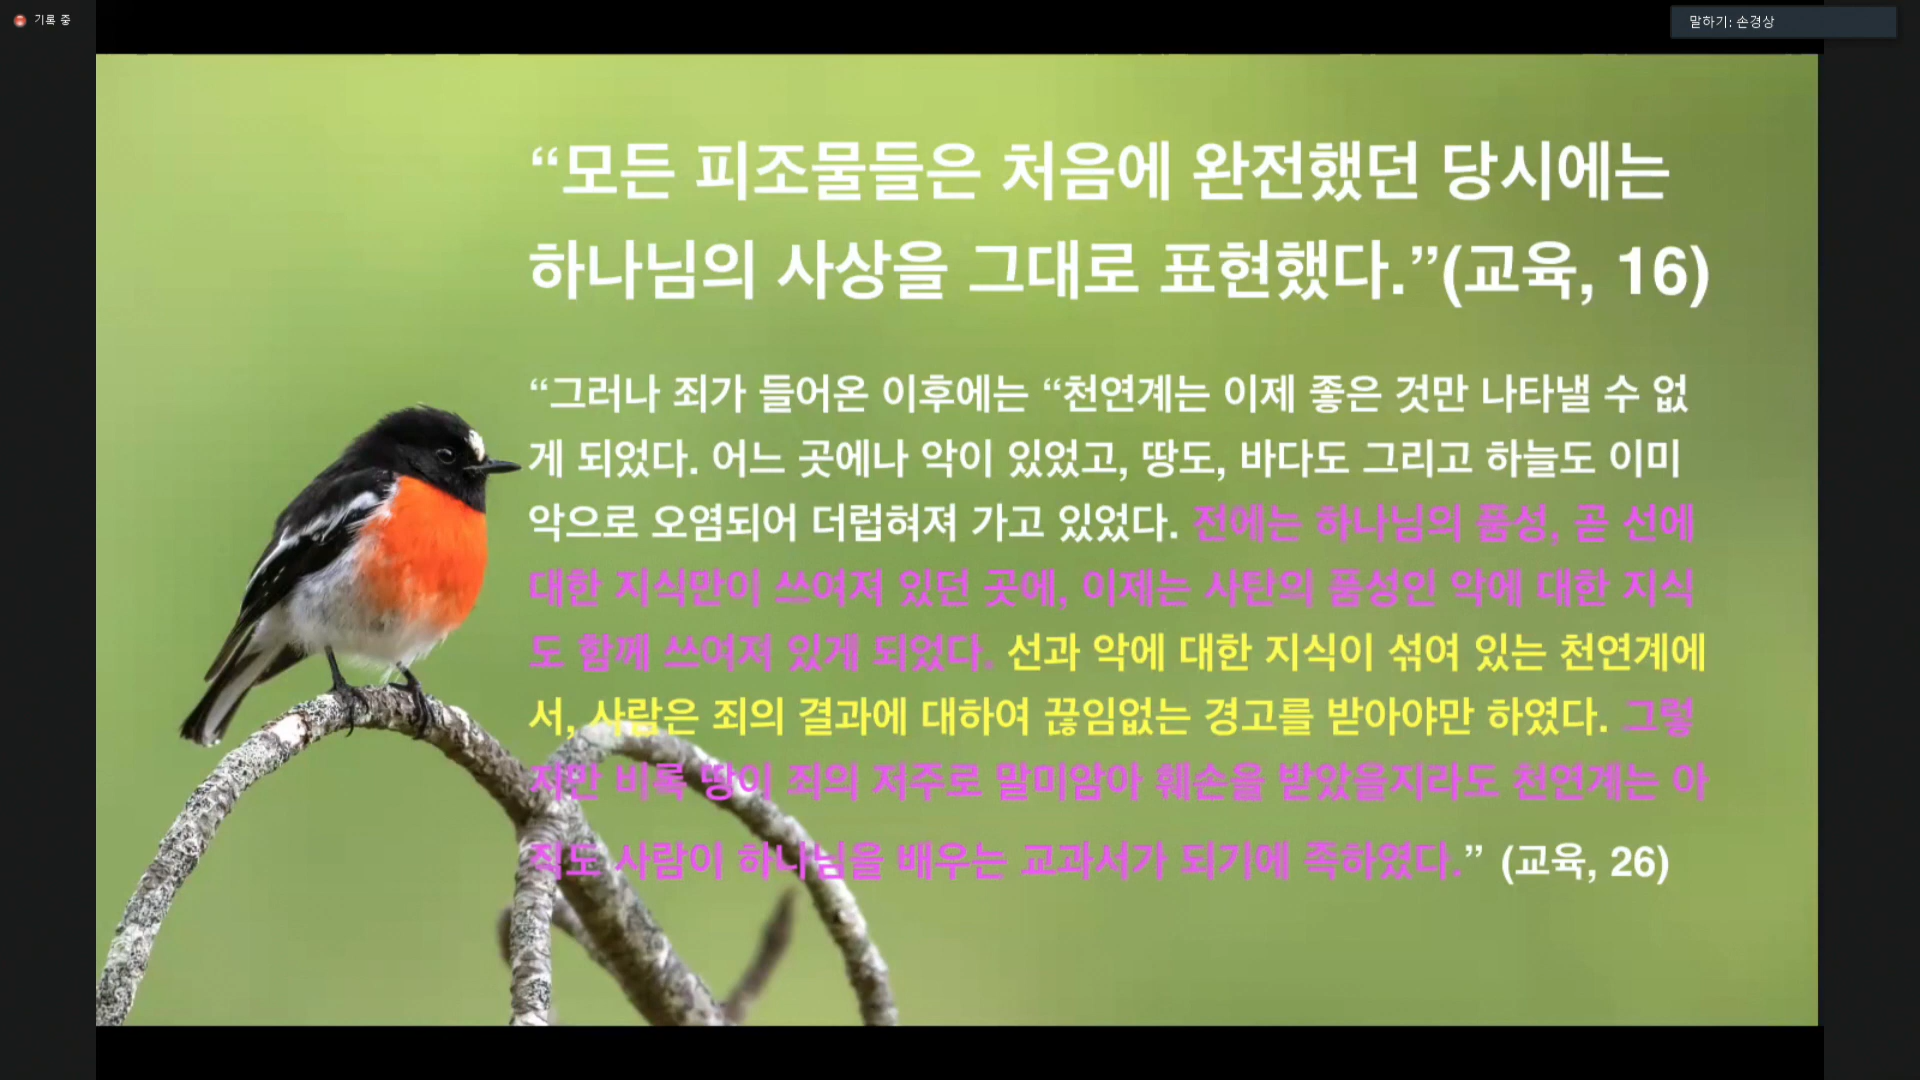 기록 중
말하기: 손경상
“모든 피조물들은 처음에 완전했던 당시에는
하나님의 사상을 그대로 표현했다.”(교육, 16)
“그러나 죄가 들어온 이후에는 “천연계는 이제 좋은 것만 나타낼 수 없
게 되었다. 어느 곳에나 악이 있었고, 땅도, 바다도 그리고 하늘도 이미
악으로 오염되어 더럽혀져 가고 있었다. 전에는 하나님의 품성, 곧 선에
대한 지식만이 쓰여져 있던 곳에, 이제는 사탄의 품성인 악에 대한 지식
도 함께 쓰여져 있게 되었다. 선과 악에 대한 지식이 섞여 있는 천연계에
서, 사람은 죄의 결과에 대하여 끊임없는 경고를 받아야만 하였다. 그렇
지만 비록 땅이 죄의 저주로 말미암아 훼손을 받았을지라도 천연계는 아
직도 사람이 하나님을 배우는 교과서가 되기에 족하였다.” (교육, 26)